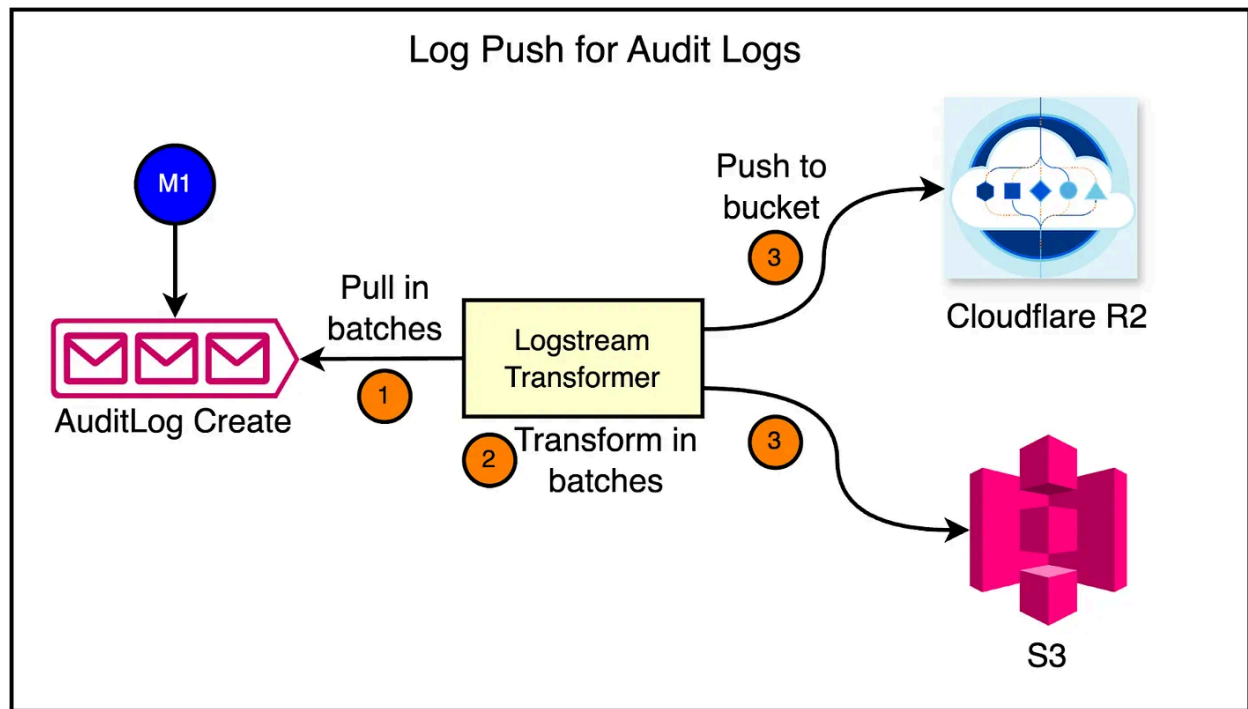 Log Push for Audit Logs
M1
AuditLog Create
Pull in
batches
1
Logstream
Transformer
2
Transform in
batches
Push to
bucket
3
Cloudflare R2
3
S3